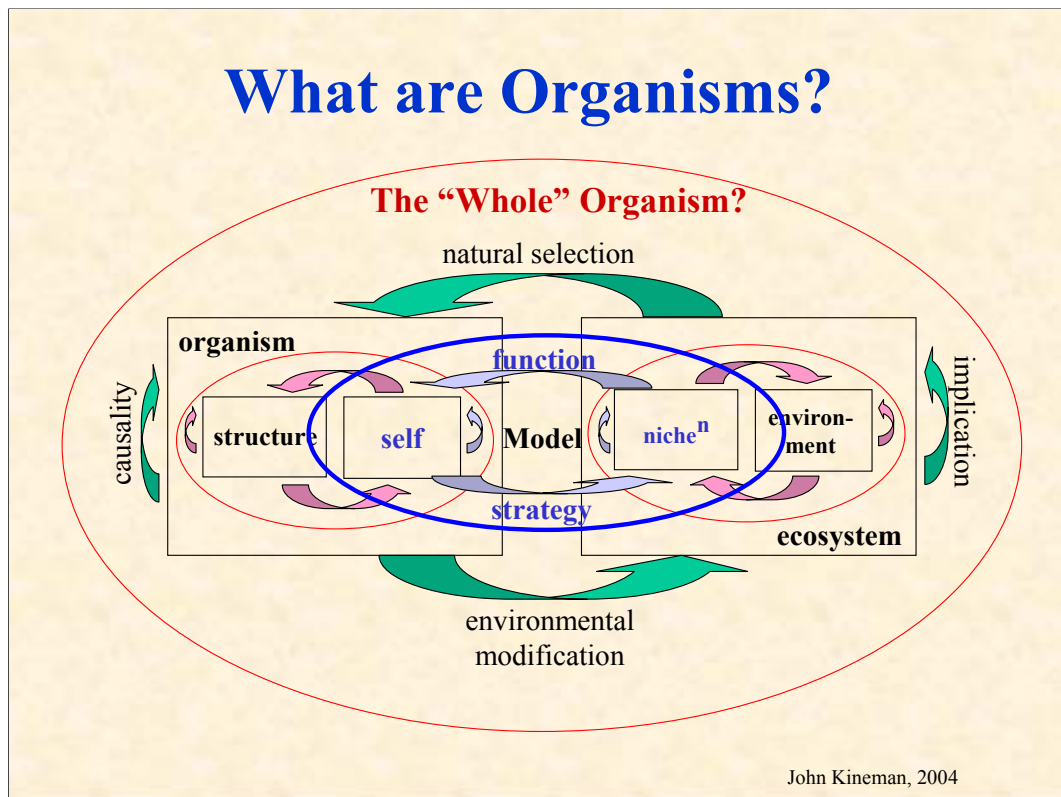 What are Organisms?
The “Whole” Organism?
natural selection
organism
function
causality
implication
structure
self
Model
nicheⁿ
environ-
ment
strategy
ecosystem
environmental
modification
John Kineman, 2004